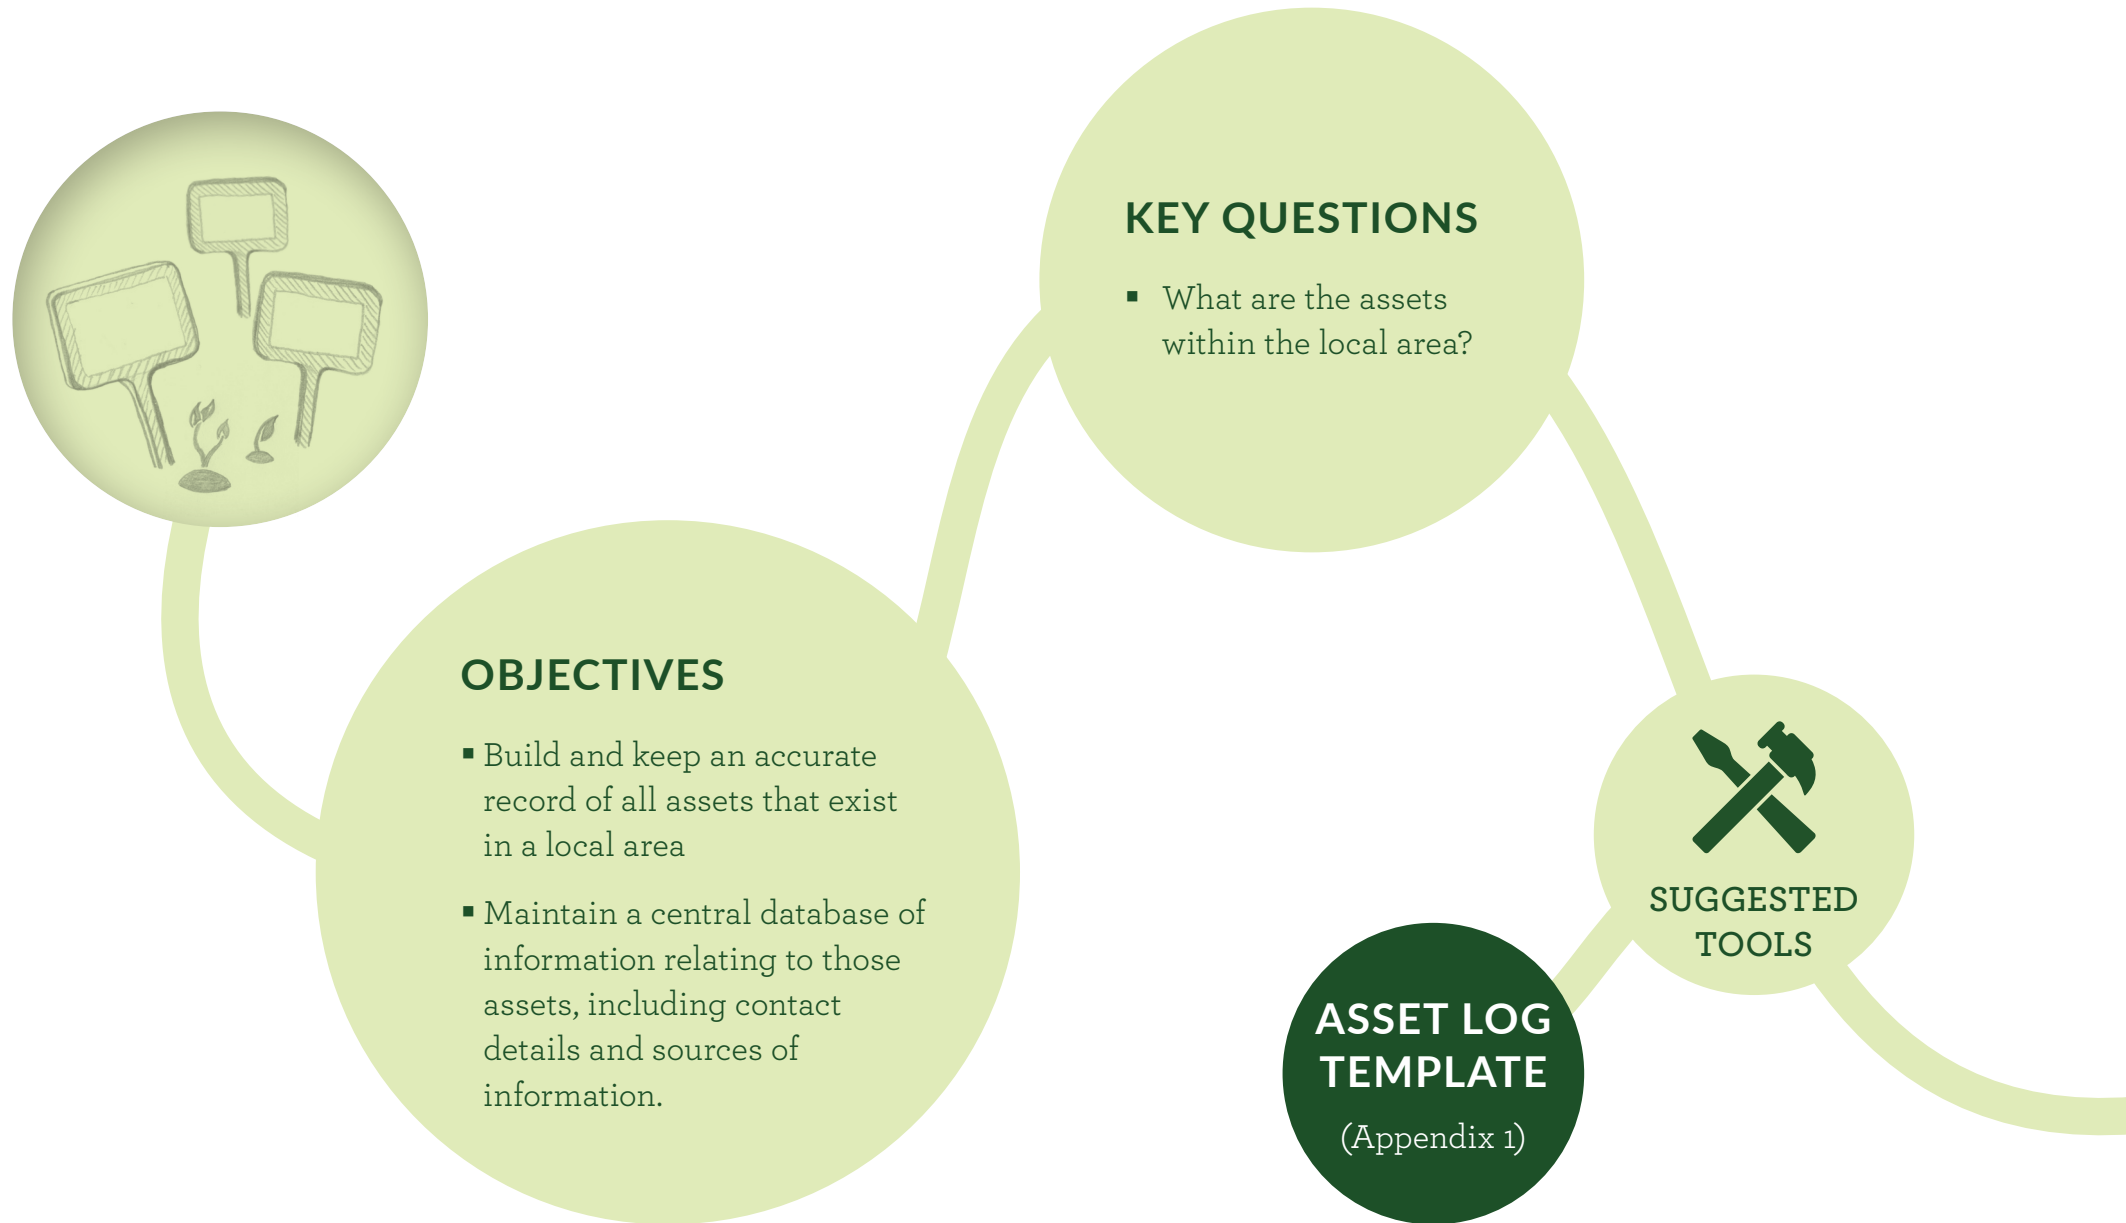 OBJECTIVES
▪ Build and keep an accurate
record of all assets that exist
in a local area
▪ Maintain a central database of
information relating to those
assets, including contact
details and sources of
information.
KEY QUESTIONS
▪ What are the assets
within the local area?
SUGGESTED
TOOLS
ASSET LOG
TEMPLATE
(Appendix 1)